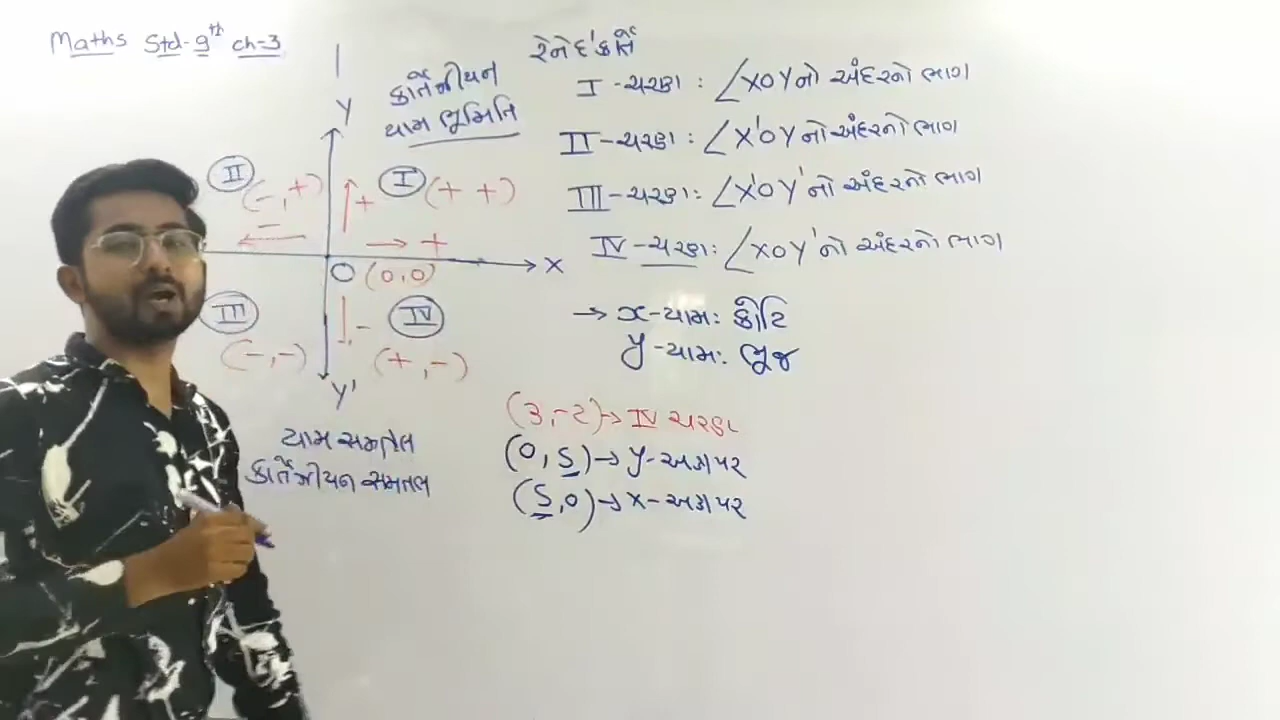 Maths Std-9th ch=3
રેને દ'કાર્તે
કાર્તેઝીયન
યામ ભૂમિતિ
I - ચરણ : ∠XOY નો અંદરનો ભાગ
II - ચરણ : ∠X'OY નો અંદરનો ભાગ
III - ચરણ : ∠X'OY' નો અંદરનો ભાગ
IV - ચરણ : ∠XOY' નો અંદરનો ભાગ
Y
II
(-,+)
I (+ +)
+
-
→ +
X
O (0,0)
III
(-,-)
-
IV
(+,-)
Y'
→ x-યામ: કોટિ
y-યામ: ભૂજ
(3,-2)→ IV ચરણ
(0,5)→ y-અક્ષ પર
(5,0)→ x-અક્ષ પર
યામ સમતલ
કાર્તેઝીયન સમતલ